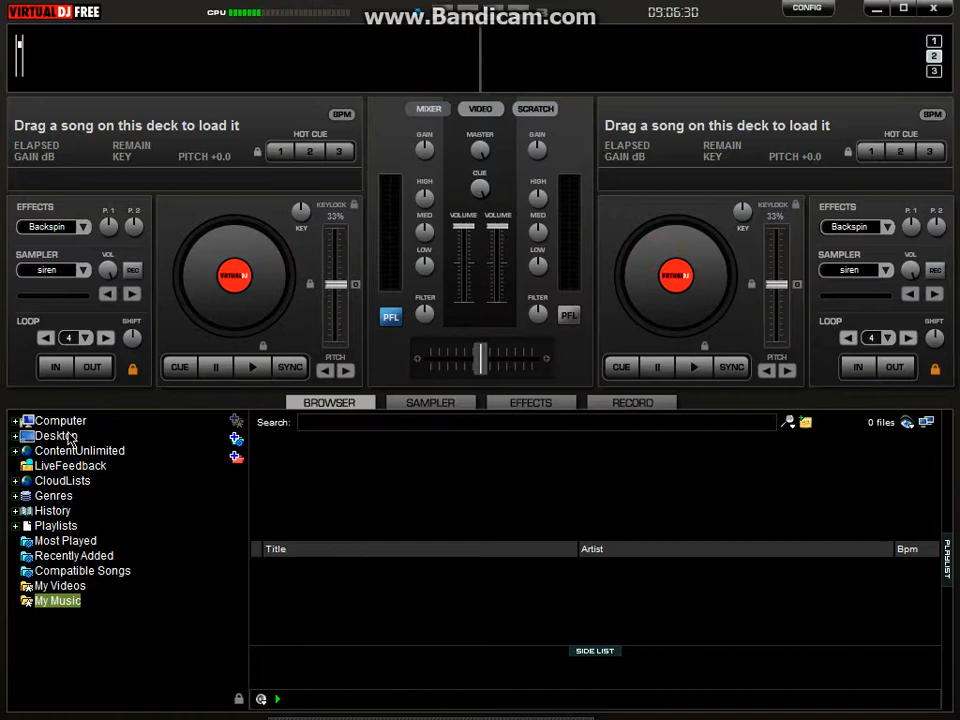 VIRTUAL DJ FREE
CPU
www.Bandicam.com
09:06:30
CONFIG
1
2
3
BPM
Drag a song on this deck to load it
HOT CUE
ELAPSED REMAIN
GAIN dB KEY PITCH +0.0
1 2 3
MIXER VIDEO SCRATCH
GAIN MASTER GAIN
CUE
HIGH HIGH
MED VOLUME VOLUME MED
LOW LOW
FILTER FILTER
PFL PFL
BPM
Drag a song on this deck to load it
HOT CUE
ELAPSED REMAIN
GAIN dB KEY PITCH +0.0
1 2 3
EFFECTS P. 1 P. 2
Backspin
SAMPLER VOL
siren REC
LOOP SHIFT
4
IN OUT
KEYLOCK
33%
KEY
VIRTUAL DJ
PITCH
CUE SYNC
KEYLOCK
33%
KEY
VIRTUAL DJ
PITCH
CUE SYNC
EFFECTS P. 1 P. 2
Backspin
SAMPLER VOL
siren REC
LOOP SHIFT
4
IN OUT
BROWSER SAMPLER EFFECTS RECORD
Computer
Desktop
ContentUnlimited
LiveFeedback
CloudLists
Genres
History
Playlists
Most Played
Recently Added
Compatible Songs
My Videos
My Music
Search: 0 files
Title Artist Bpm
PLAYLIST
SIDE LIST